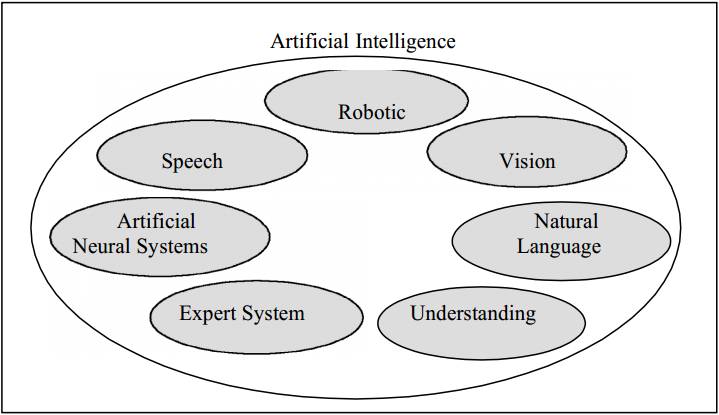 Artificial Intelligence
Robotic
Speech
Vision
Artificial
Neural Systems
Natural
Language
Expert System
Understanding